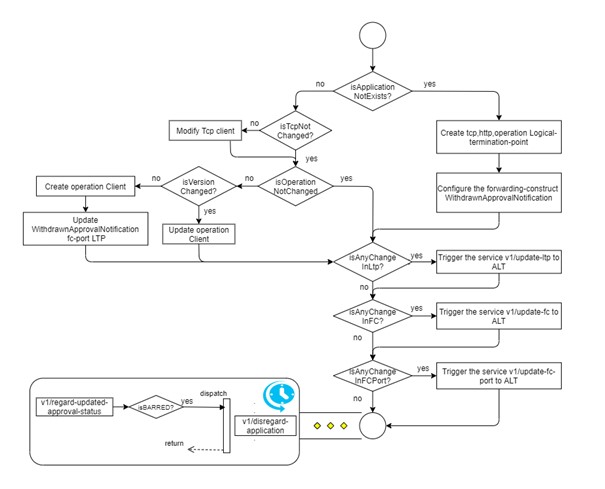 no
isApplication
NotExists?
yes
no
isTcpNot
Changed?
Modify Tcp client
yes
Create tcp,http,operation Logical-
termination-point
Create operation Client
no
isVersion
Changed?
no
isOperation
NotChanged
yes
Configure the forwarding-construct
WithdrawnApprovalNotification
yes
Update
WithdrawnApprovalNotification
fc-port LTP
Update operation
Client
isAnyChange
InLtp?
yes
Trigger the service v1/update-ltp to
ALT
no
isAnyChange
InFC?
yes
Trigger the service v1/update-fc to
ALT
no
isAnyChange
InFCPort?
yes
Trigger the service v1/update-fc-
port to ALT
no
v1/regard-updated-
approval-status
isBARRED?
yes
dispatch
return
v1/disregard-
application